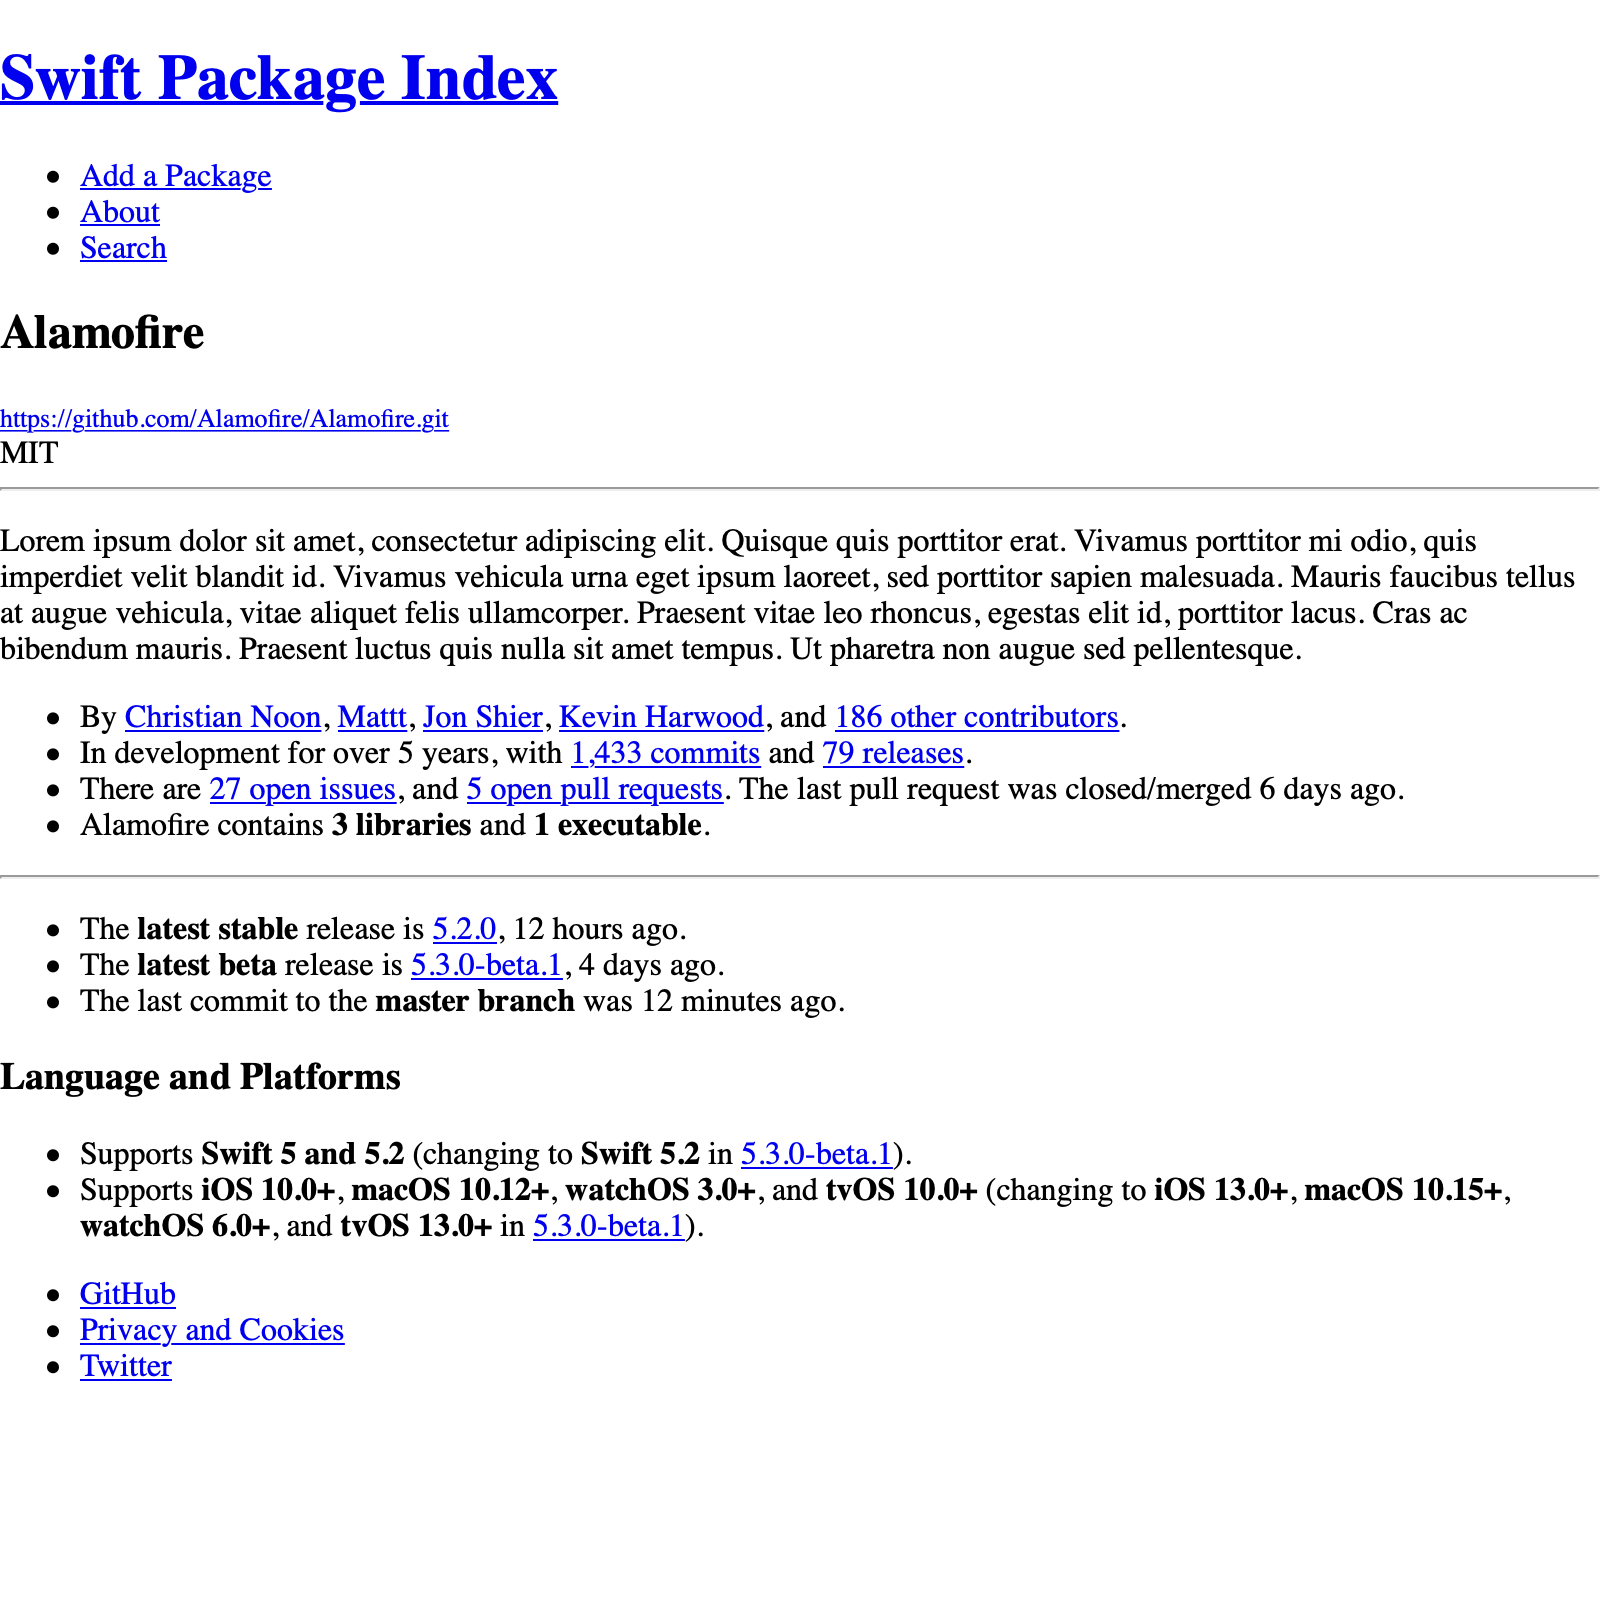 Swift Package Index
Add a Package
About
Search
Alamofire
https://github.com/Alamofire/Alamofire.git
MIT
Lorem ipsum dolor sit amet, consectetur adipiscing elit. Quisque quis porttitor erat. Vivamus porttitor mi odio, quis
imperdiet velit blandit id. Vivamus vehicula urna eget ipsum laoreet, sed porttitor sapien malesuada. Mauris faucibus tellus
at augue vehicula, vitae aliquet felis ullamcorper. Praesent vitae leo rhoncus, egestas elit id, porttitor lacus. Cras ac
bibendum mauris. Praesent luctus quis nulla sit amet tempus. Ut pharetra non augue sed pellentesque.
By Christian Noon, Mattt, Jon Shier, Kevin Harwood, and 186 other contributors.
In development for over 5 years, with 1,433 commits and 79 releases.
There are 27 open issues, and 5 open pull requests. The last pull request was closed/merged 6 days ago.
Alamofire contains 3 libraries and 1 executable.
The latest stable release is 5.2.0, 12 hours ago.
The latest beta release is 5.3.0-beta.1, 4 days ago.
The last commit to the master branch was 12 minutes ago.
Language and Platforms
Supports Swift 5 and 5.2 (changing to Swift 5.2 in 5.3.0-beta.1).
Supports iOS 10.0+, macOS 10.12+, watchOS 3.0+, and tvOS 10.0+ (changing to iOS 13.0+, macOS 10.15+,
watchOS 6.0+, and tvOS 13.0+ in 5.3.0-beta.1).
GitHub
Privacy and Cookies
Twitter